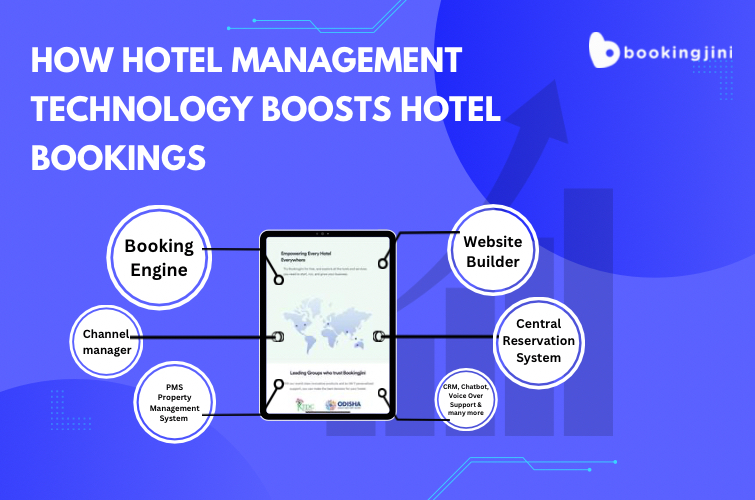 HOW HOTEL MANAGEMENT
TECHNOLOGY BOOSTS HOTEL
BOOKINGS
bookingjini
Booking
Engine
Channel
manager
PMS
Property
Management
System
Empowering Every Hotel
Everywhere
Leading Groups who trust Bookingjini
ODISHA
Website
Builder
Central
Reservation
System
CRM, Chatbot,
Voice Over
Support &
many more